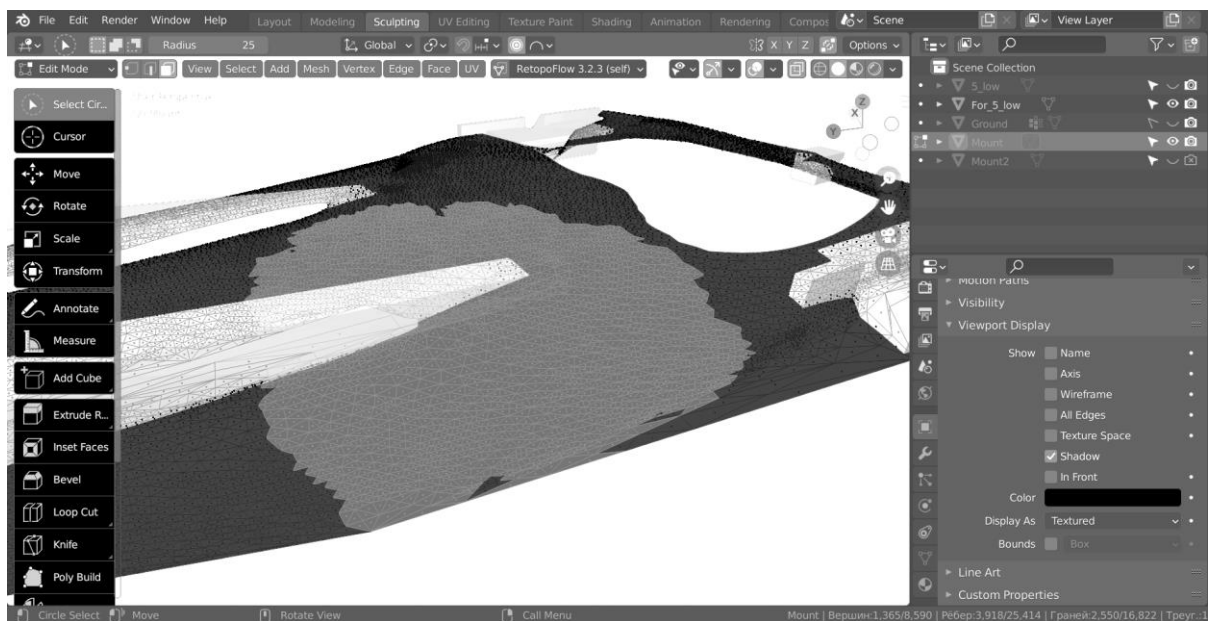 File Edit Render Window Help Layout Modeling Sculpting UV Editing Texture Paint Shading Animation Rendering Compos Scene View Layer
Radius 25 Global X Y Z Options
Edit Mode View Select Add Mesh Vertex Edge Face UV RetopoFlow 3.2.3 (self)
Select Cir...
Cursor
Move
Rotate
Scale
Transform
Annotate
Measure
Add Cube
Extrude R...
Inset Faces
Bevel
Loop Cut
Knife
Poly Build
Z
X
Y
Scene Collection
5_low
For_5_low
Ground
Mount
Mount2
Motion Paths
Visibility
Viewport Display
Show Name
Axis
Wireframe
All Edges
Texture Space
Shadow
In Front
Color
Display As Textured
Bounds Box
Line Art
Custom Properties
Circle Select Move Rotate View Call Menu Mount | Вершин:1,365/8,590 | Рёбер:3,918/25,414 | Граней:2,550/16,822 | Треуг.:1